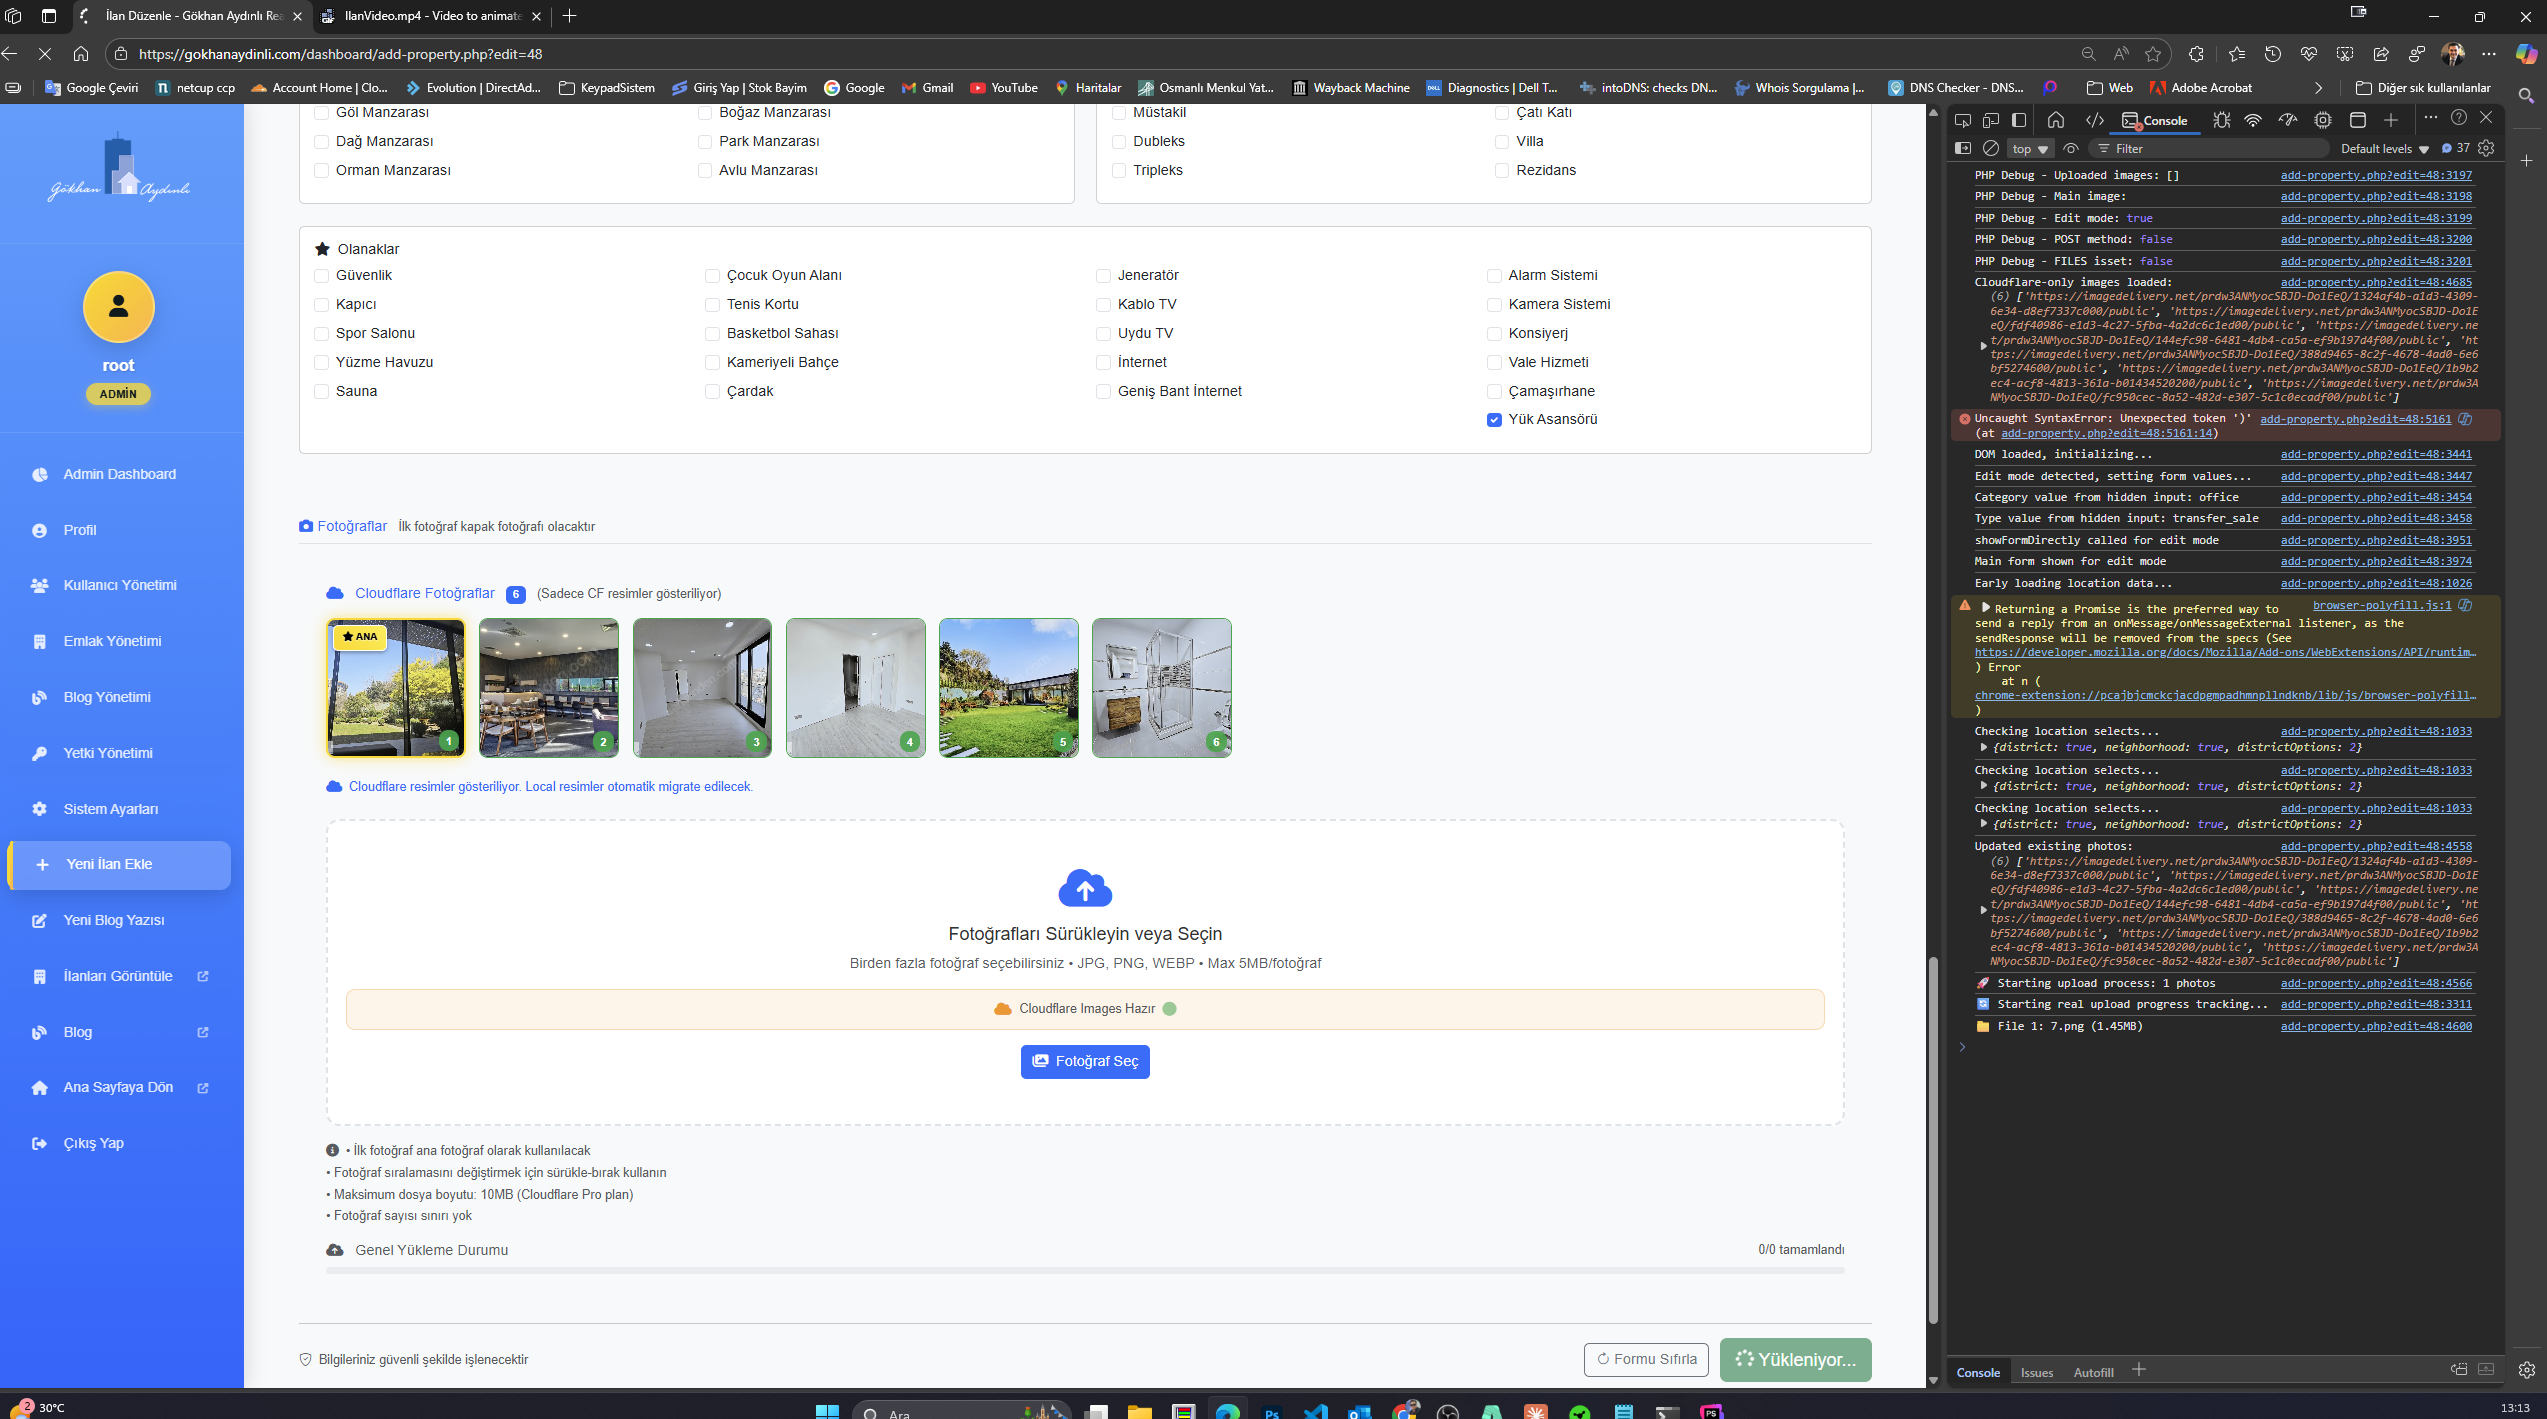 İlan Düzenle - Gökhan Aydınlı Rea
IlanVideo.mp4 - Video to animate
https://gokhanaydinli.com/dashboard/add-property.php?edit=48
Google Çeviri
netcup ccp
Account Home | Clo...
Evolution | DirectAd...
KeypadSistem
Giriş Yap | Stok Bayim
Google
Gmail
YouTube
Haritalar
Osmanlı Menkul Yat...
Wayback Machine
Diagnostics | Dell T...
intoDNS: checks DN...
Whois Sorgulama |...
DNS Checker - DNS...
Web
Adobe Acrobat
Diğer sık kullanılanlar
Gökhan Aydınlı
root
ADMİN
Admin Dashboard
Profil
Kullanıcı Yönetimi
Emlak Yönetimi
Blog Yönetimi
Yetki Yönetimi
Sistem Ayarları
Yeni İlan Ekle
Yeni Blog Yazısı
İlanları Görüntüle
Blog
Ana Sayfaya Dön
Çıkış Yap
Göl Manzarası
Boğaz Manzarası
Müstakil
Çatı Katı
Dağ Manzarası
Park Manzarası
Dubleks
Villa
Orman Manzarası
Avlu Manzarası
Tripleks
Rezidans
Olanaklar
Güvenlik
Çocuk Oyun Alanı
Jeneratör
Alarm Sistemi
Kapıcı
Tenis Kortu
Kablo TV
Kamera Sistemi
Spor Salonu
Basketbol Sahası
Uydu TV
Konsiyerj
Yüzme Havuzu
Kameriyeli Bahçe
İnternet
Vale Hizmeti
Sauna
Çardak
Geniş Bant İnternet
Çamaşırhane
Yük Asansörü
Fotoğraflar İlk fotoğraf kapak fotoğrafı olacaktır
Cloudflare Fotoğraflar 6 (Sadece CF resimler gösteriliyor)
ANA
1
2
3
4
5
6
Cloudflare resimler gösteriliyor. Local resimler otomatik migrate edilecek.
Fotoğrafları Sürükleyin veya Seçin
Birden fazla fotoğraf seçebilirsiniz • JPG, PNG, WEBP • Max 5MB/fotoğraf
Cloudflare Images Hazır
Fotoğraf Seç
• İlk fotoğraf ana fotoğraf olarak kullanılacak
• Fotoğraf sıralamasını değiştirmek için sürükle-bırak kullanın
• Maksimum dosya boyutu: 10MB (Cloudflare Pro plan)
• Fotoğraf sayısı sınırı yok
Genel Yükleme Durumu
0/0 tamamlandı
Bilgileriniz güvenli şekilde işlenecektir
Formu Sıfırla
Yükleniyor...
Console
top
Filter
Default levels
37
PHP Debug - Uploaded images: [] add-property.php?edit=48:3197
PHP Debug - Main image: add-property.php?edit=48:3198
PHP Debug - Edit mode: true add-property.php?edit=48:3199
PHP Debug - POST method: false add-property.php?edit=48:3200
PHP Debug - FILES isset: false add-property.php?edit=48:3201
Cloudflare-only images loaded: add-property.php?edit=48:4685
(6) ['https://imagedelivery.net/prdw3ANMyocSBJD-Do1EeQ/1324af4b-a1d3-4309-
6e34-d8ef7337c000/public', 'https://imagedelivery.net/prdw3ANMyocSBJD-Do1E
eQ/fdf40986-e1d3-4c27-5fba-4a2dc6c1ed00/public', 'https://imagedelivery.ne
t/prdw3ANMyocSBJD-Do1EeQ/144efc98-6481-4db4-ca5a-ef9b197d4f00/public', 'ht
tps://imagedelivery.net/prdw3ANMyocSBJD-Do1EeQ/388d9465-8c2f-4678-4ad0-6e6
bf5274600/public', 'https://imagedelivery.net/prdw3ANMyocSBJD-Do1EeQ/1b9b2
ec4-acf8-4813-361a-b01434520200/public', 'https://imagedelivery.net/prdw3A
NMyocSBJD-Do1EeQ/fc950cec-8a52-482d-e307-5c1c0ecadf00/public']
Uncaught SyntaxError: Unexpected token ')' add-property.php?edit=48:5161
(at add-property.php?edit=48:5161:14)
DOM loaded, initializing... add-property.php?edit=48:3441
Edit mode detected, setting form values... add-property.php?edit=48:3447
Category value from hidden input: office add-property.php?edit=48:3454
Type value from hidden input: transfer_sale add-property.php?edit=48:3458
showFormDirectly called for edit mode add-property.php?edit=48:3951
Main form shown for edit mode add-property.php?edit=48:3974
Early loading location data... add-property.php?edit=48:1026
Returning a Promise is the preferred way to browser-polyfill.js:1
send a reply from an onMessage/onMessageExternal listener, as the
sendResponse will be removed from the specs (See
https://developer.mozilla.org/docs/Mozilla/Add-ons/WebExtensions/API/runtim…
) Error
at n (
chrome-extension://pcajbjcmckcjacdpgmpadhmnpllndknb/lib/js/browser-polyfill…
)
Checking location selects... add-property.php?edit=48:1033
{district: true, neighborhood: true, districtOptions: 2}
Checking location selects... add-property.php?edit=48:1033
{district: true, neighborhood: true, districtOptions: 2}
Checking location selects... add-property.php?edit=48:1033
{district: true, neighborhood: true, districtOptions: 2}
Updated existing photos: add-property.php?edit=48:4558
(6) ['https://imagedelivery.net/prdw3ANMyocSBJD-Do1EeQ/1324af4b-a1d3-4309-
6e34-d8ef7337c000/public', 'https://imagedelivery.net/prdw3ANMyocSBJD-Do1E
eQ/fdf40986-e1d3-4c27-5fba-4a2dc6c1ed00/public', 'https://imagedelivery.ne
t/prdw3ANMyocSBJD-Do1EeQ/144efc98-6481-4db4-ca5a-ef9b197d4f00/public', 'ht
tps://imagedelivery.net/prdw3ANMyocSBJD-Do1EeQ/388d9465-8c2f-4678-4ad0-6e6
bf5274600/public', 'https://imagedelivery.net/prdw3ANMyocSBJD-Do1EeQ/1b9b2
ec4-acf8-4813-361a-b01434520200/public', 'https://imagedelivery.net/prdw3A
NMyocSBJD-Do1EeQ/fc950cec-8a52-482d-e307-5c1c0ecadf00/public']
Starting upload process: 1 photos add-property.php?edit=48:4566
Starting real upload progress tracking... add-property.php?edit=48:3311
File 1: 7.png (1.45MB) add-property.php?edit=48:4600
Console
Issues
Autofill
2
30°C
Ara
13:13